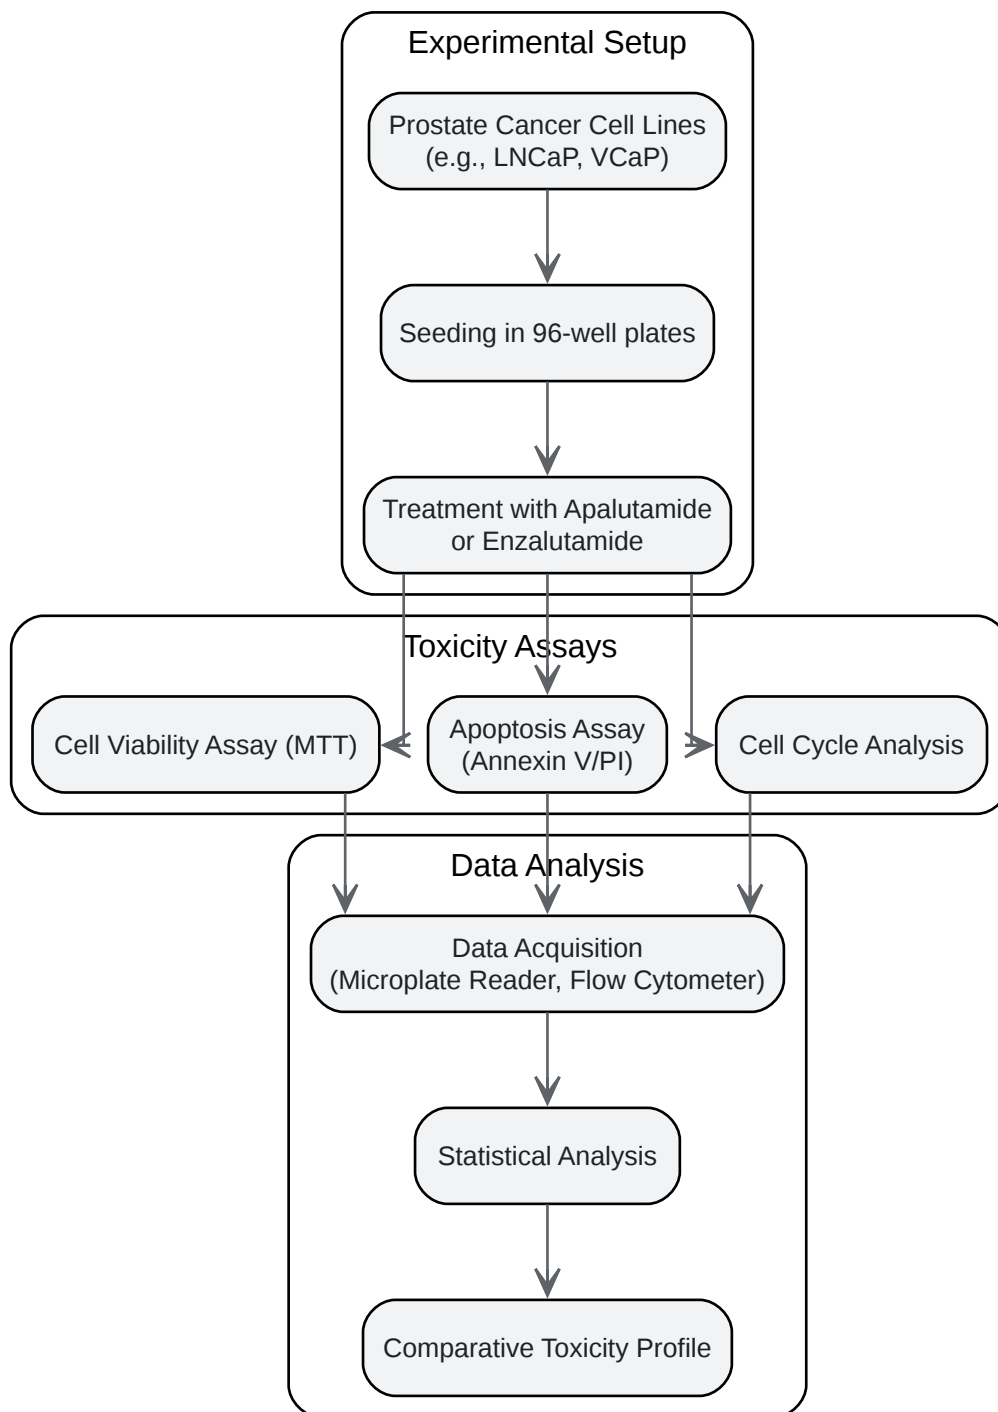 Experimental Setup
Prostate Cancer Cell Lines
(e.g., LNCaP, VCaP)
Seeding in 96-well plates
Treatment with Apalutamide
or Enzalutamide
Toxicity Assays
Cell Viability Assay (MTT)
Apoptosis Assay
(Annexin V/PI)
Cell Cycle Analysis
Data Analysis
Data Acquisition
(Microplate Reader, Flow Cytometer)
Statistical Analysis
Comparative Toxicity Profile